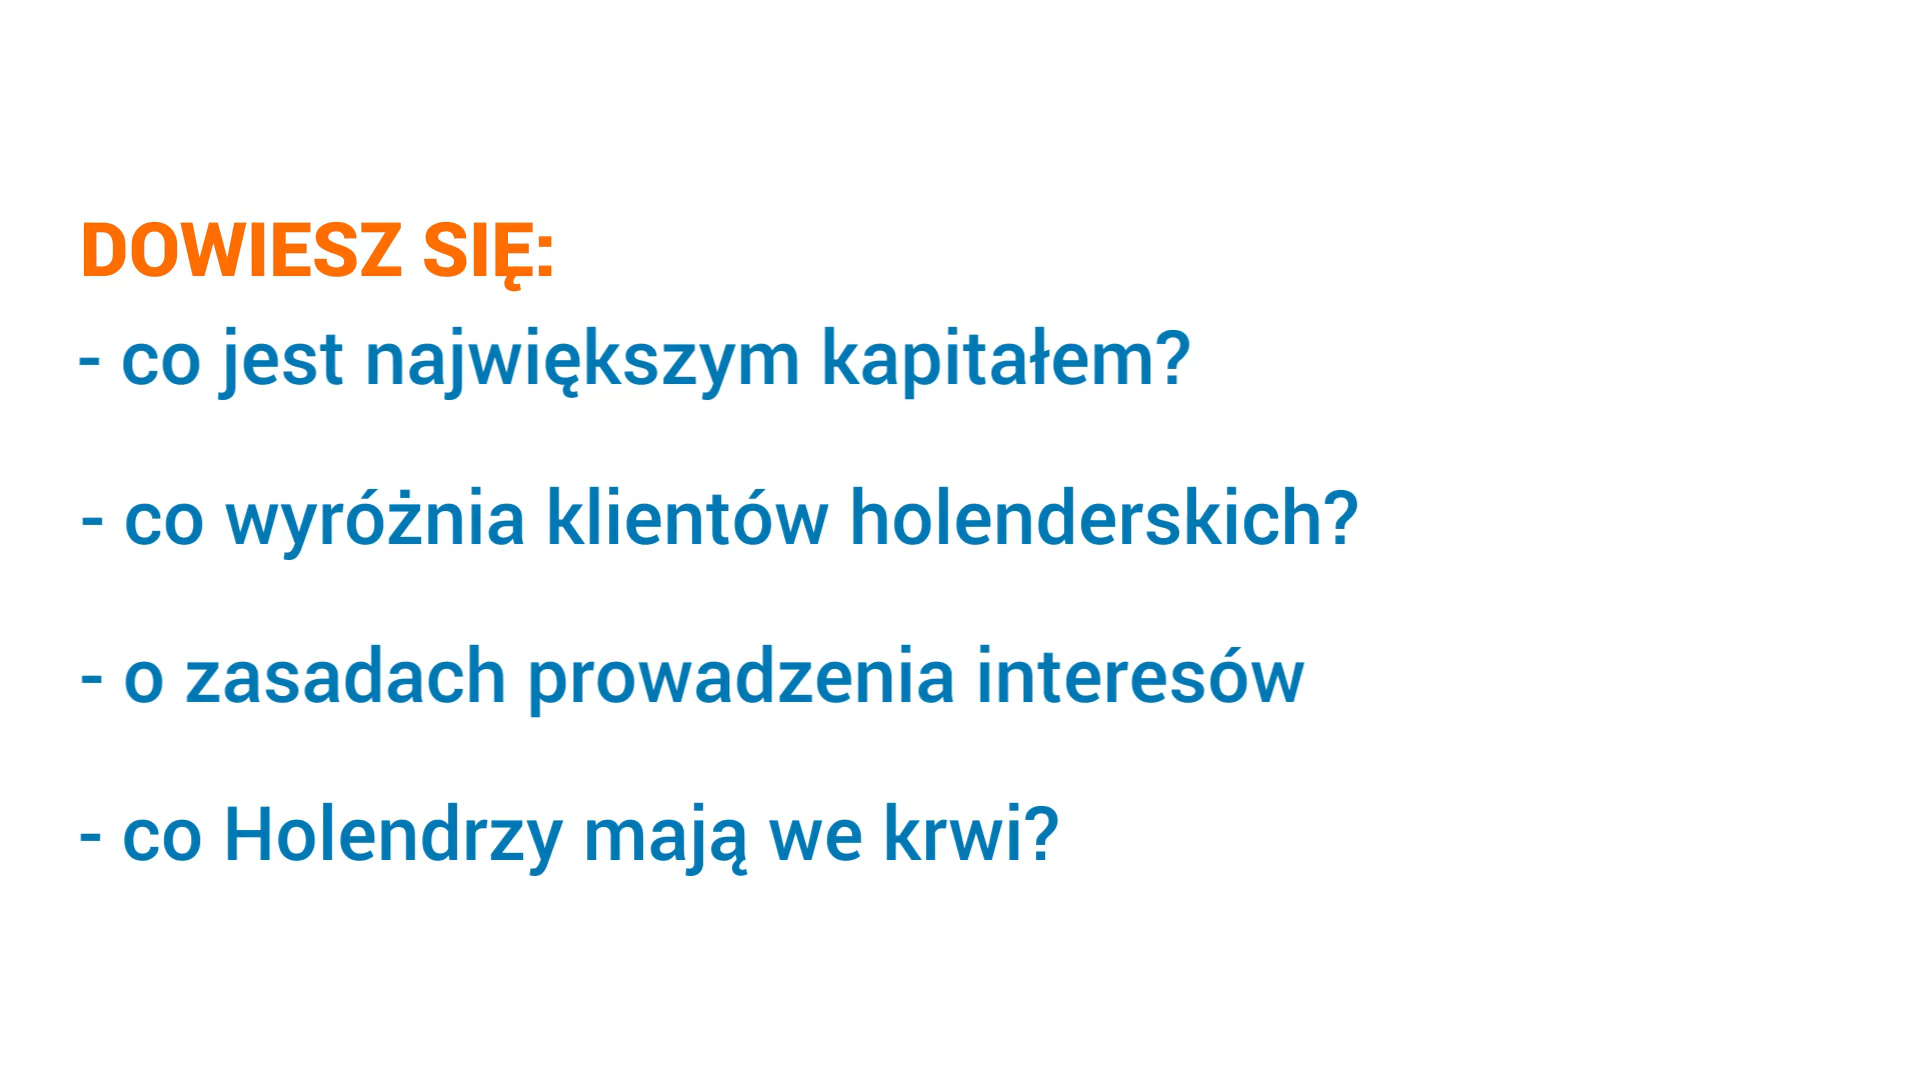 DOWIESZ SIĘ:
- co jest największym kapitałem?
- co wyróżnia klientów holenderskich?
- o zasadach prowadzenia interesów
- co Holendrzy mają we krwi?